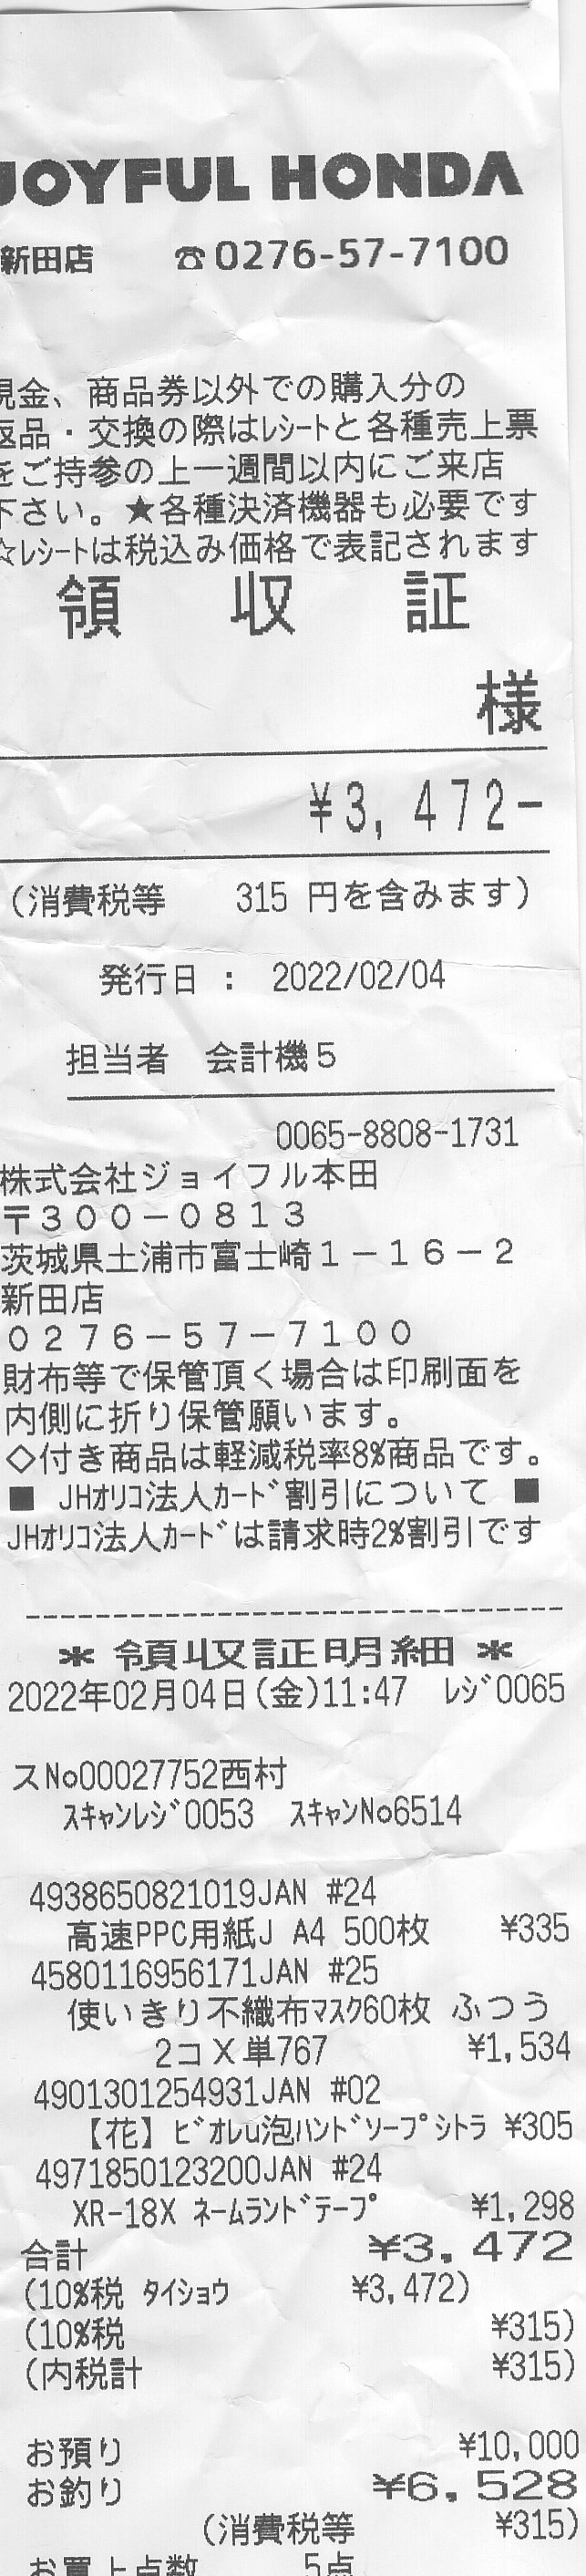 JOYFUL HONDA
新田店 ☎0276-57-7100
現金、商品券以外での購入分の
返品・交換の際はﾚｼｰﾄと各種売上票
をご持参の上一週間以内にご来店
下さい。★各種決済機器も必要です
☆ﾚｼｰﾄは税込み価格で表記されます
領収証
様
¥3,472-
(消費税等 315 円を含みます)
発行日 : 2022/02/04
担当者 会計機5
0065-8808-1731
株式会社ジョイフル本田
〒300-0813
茨城県土浦市富士崎1-16-2
新田店
0276-57-7100
財布等で保管頂く場合は印刷面を
内側に折り保管願います。
◇付き商品は軽減税率8%商品です。
■ JHｵﾘｺ法人ｶｰﾄﾞ割引について ■
JHｵﾘｺ法人ｶｰﾄﾞは請求時2%割引です
--------------------------------
＊ 領収証明細 ＊
2022年02月04日(金)11:47 ﾚｼﾞ0065
スNo00027752西村
ｽｷｬﾝﾚｼﾞ0053 ｽｷｬﾝNo6514
4938650821019JAN #24
高速PPC用紙J A4 500枚 ¥335
4580116956171JAN #25
使いきり不織布ﾏｽｸ60枚 ふつう
2コX単767 ¥1,534
4901301254931JAN #02
【花】ﾋﾞｵﾚu泡ﾊﾝﾄﾞｿｰﾌﾟｼﾄﾗ ¥305
4971850123200JAN #24
XR-18X ﾈｰﾑﾗﾝﾄﾞﾃｰﾌﾟ ¥1,298
合計 ¥3,472
(10%税 ﾀｲｼｮｳ ¥3,472)
(10%税 ¥315)
(内税計 ¥315)
お預り ¥10,000
お釣り ¥6,528
(消費税等 ¥315)
お買上点数 5点